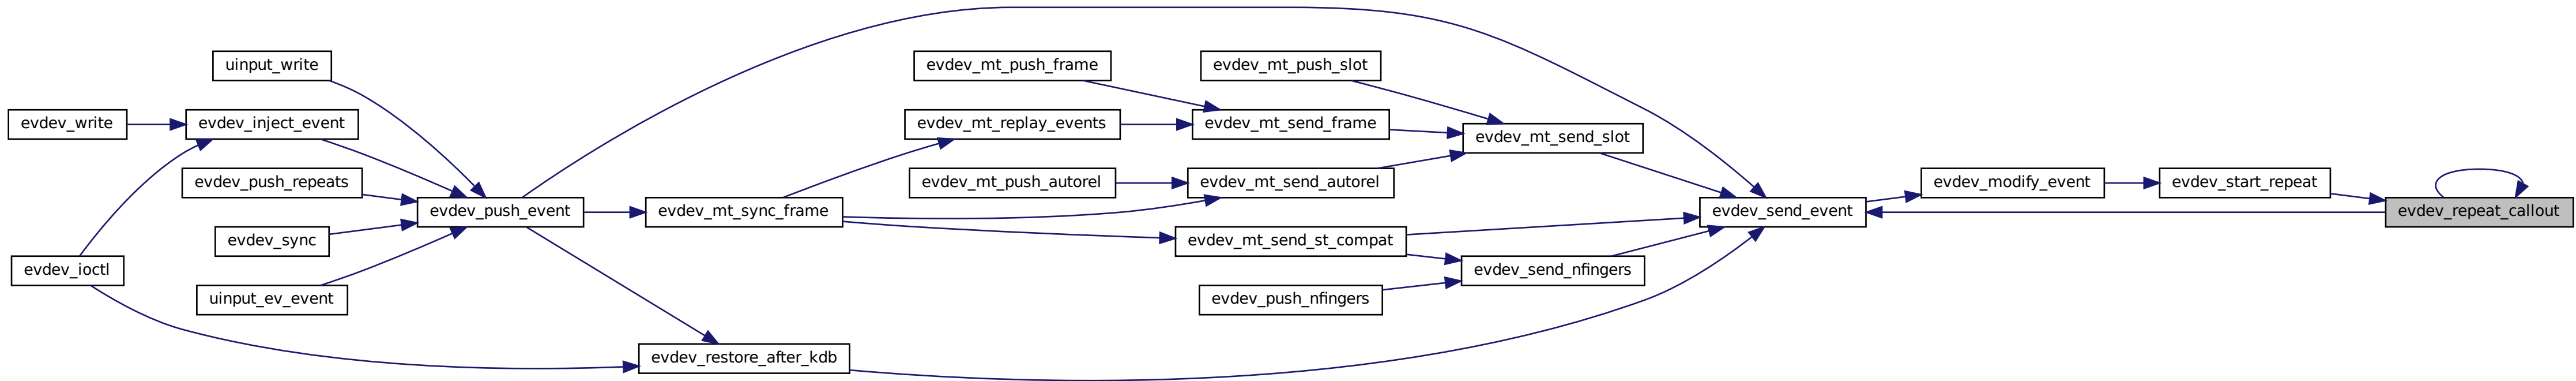 uinput_write
evdev_write
evdev_inject_event
evdev_push_repeats
evdev_sync
evdev_ioctl
uinput_ev_event
evdev_push_event
evdev_mt_sync_frame
evdev_restore_after_kdb
evdev_mt_push_frame
evdev_mt_replay_events
evdev_mt_push_autorel
evdev_mt_push_slot
evdev_mt_send_frame
evdev_mt_send_autorel
evdev_mt_send_st_compat
evdev_push_nfingers
evdev_mt_send_slot
evdev_send_nfingers
evdev_send_event
evdev_modify_event
evdev_start_repeat
evdev_repeat_callout